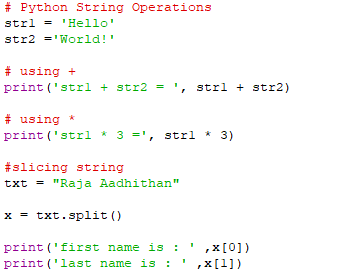 # Python String Operations
str1 = 'Hello'
str2 ='World!'
# using +
print('str1 + str2 = ', str1 + str2)
# using *
print('str1 * 3 =', str1 * 3)
#slicing string
txt = "Raja Aadhithan"
x = txt.split()
print('first name is : ' ,x[0])
print('last name is : ' ,x[1])